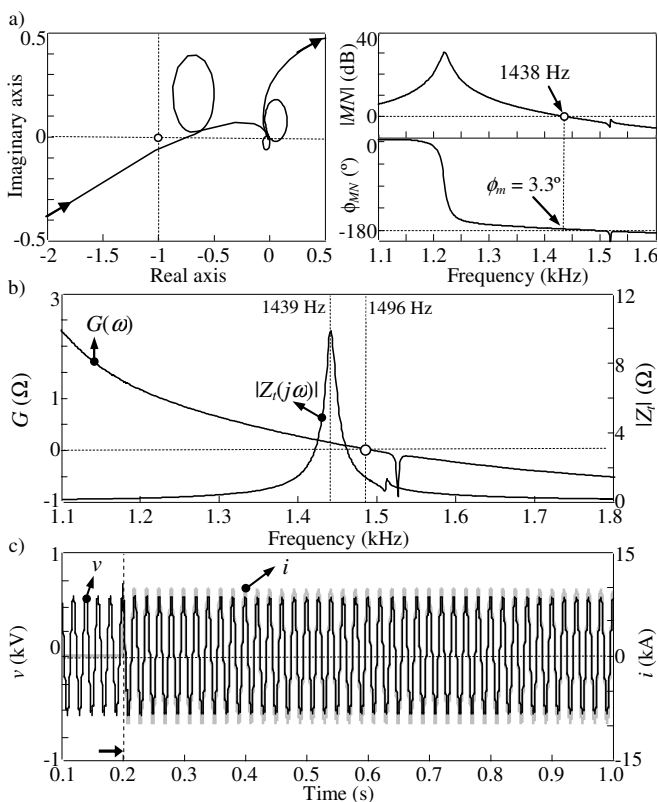 a)
0.5
0
-0.5
Imaginary axis
-2 -1.5 -1 -0.5 0 0.5
Real axis
40
0
|MN| (dB)
1438 Hz
0
-180
ϕMN (º)
ϕm = 3.3º
1.1 1.2 1.3 1.4 1.5 1.6
Frequency (kHz)
b)
3
2
1
0
-1
G (Ω)
G(ω)
1439 Hz
1496 Hz
|Zt(jω)|
12
9
6
3
0
|Zt| (Ω)
1.1 1.2 1.3 1.4 1.5 1.6 1.7 1.8
Frequency (kHz)
c)
1
0
-1
v (kV)
v
i
15
0
-15
i (kA)
0.1 0.2 0.3 0.4 0.5 0.6 0.7 0.8 0.9 1.0
Time (s)